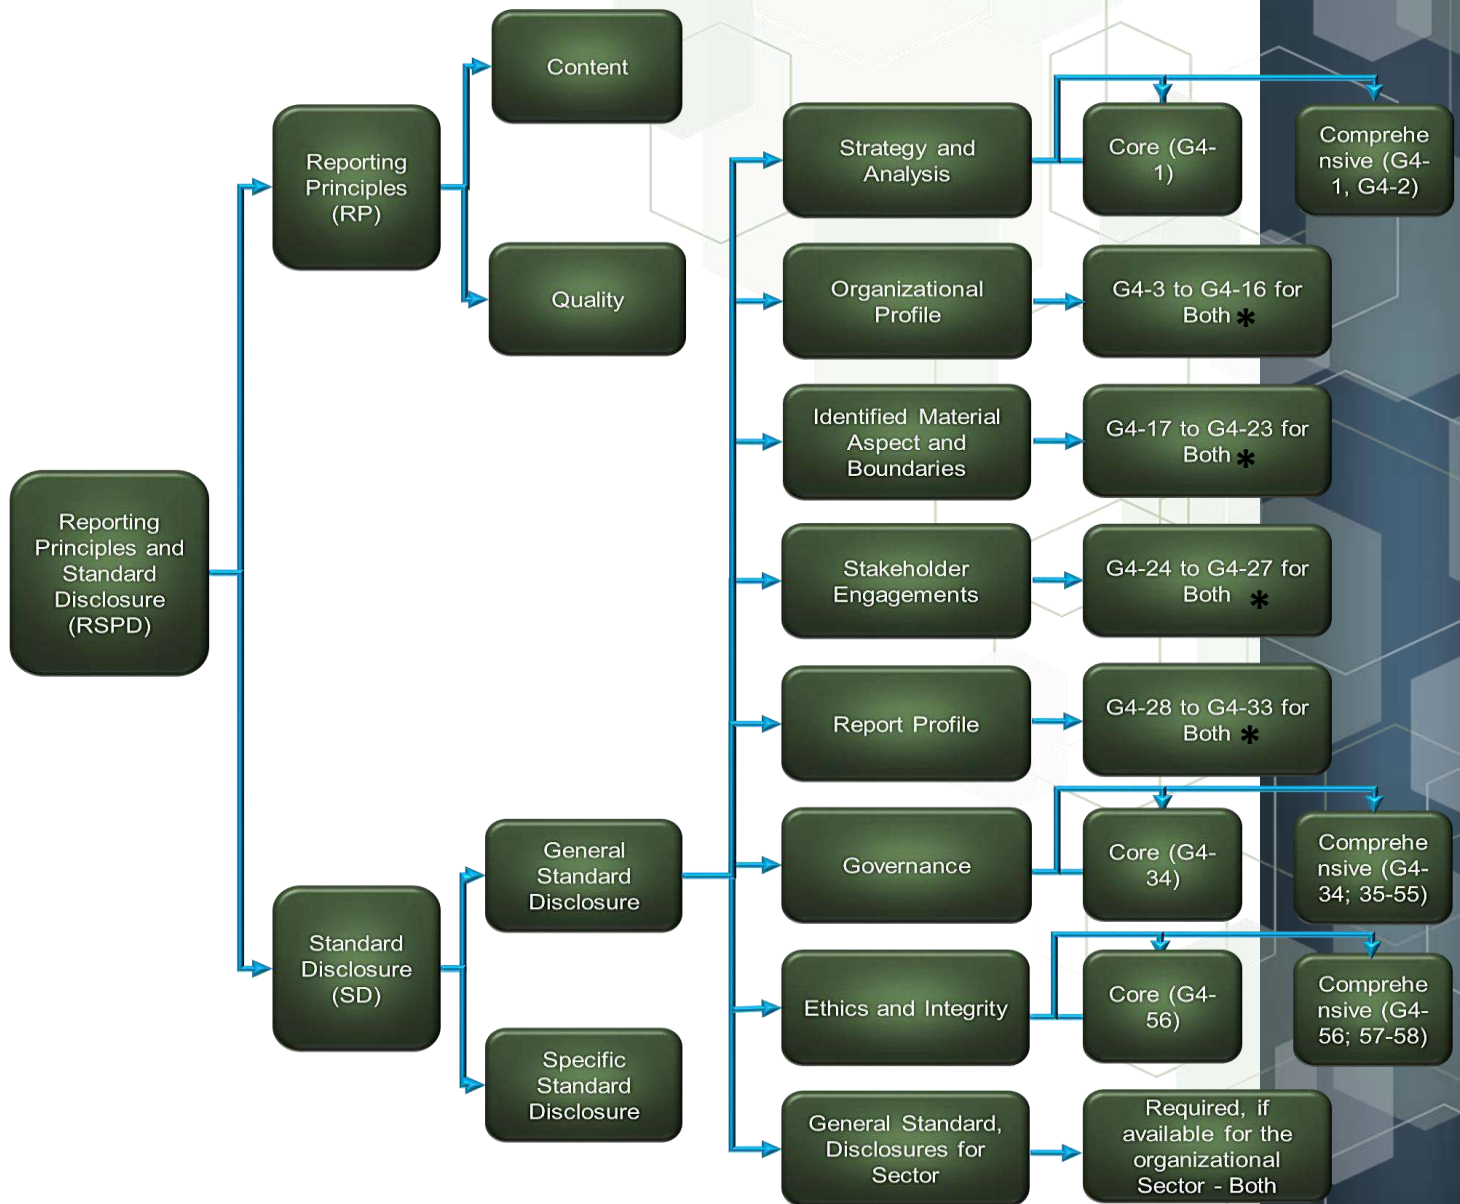 Content
Reporting
Principles
(RP)
Quality
Reporting
Principles and
Standard
Disclosure
(RSPD)
Standard
Disclosure
(SD)
General
Standard
Disclosure
Specific
Standard
Disclosure
Strategy and
Analysis
Core (G4-
1)
Comprehe
nsive (G4-
1, G4-2)
Organizational
Profile
G4-3 to G4-16 for
Both *
Identified Material
Aspect and
Boundaries
G4-17 to G4-23 for
Both *
Stakeholder
Engagements
G4-24 to G4-27 for
Both *
Report Profile
G4-28 to G4-33 for
Both *
Governance
Core (G4-
34)
Comprehe
nsive (G4-
34; 35-55)
Ethics and Integrity
Core (G4-
56)
Comprehe
nsive (G4-
56; 57-58)
General Standard,
Disclosures for
Sector
Required, if
available for the
organizational
Sector - Both